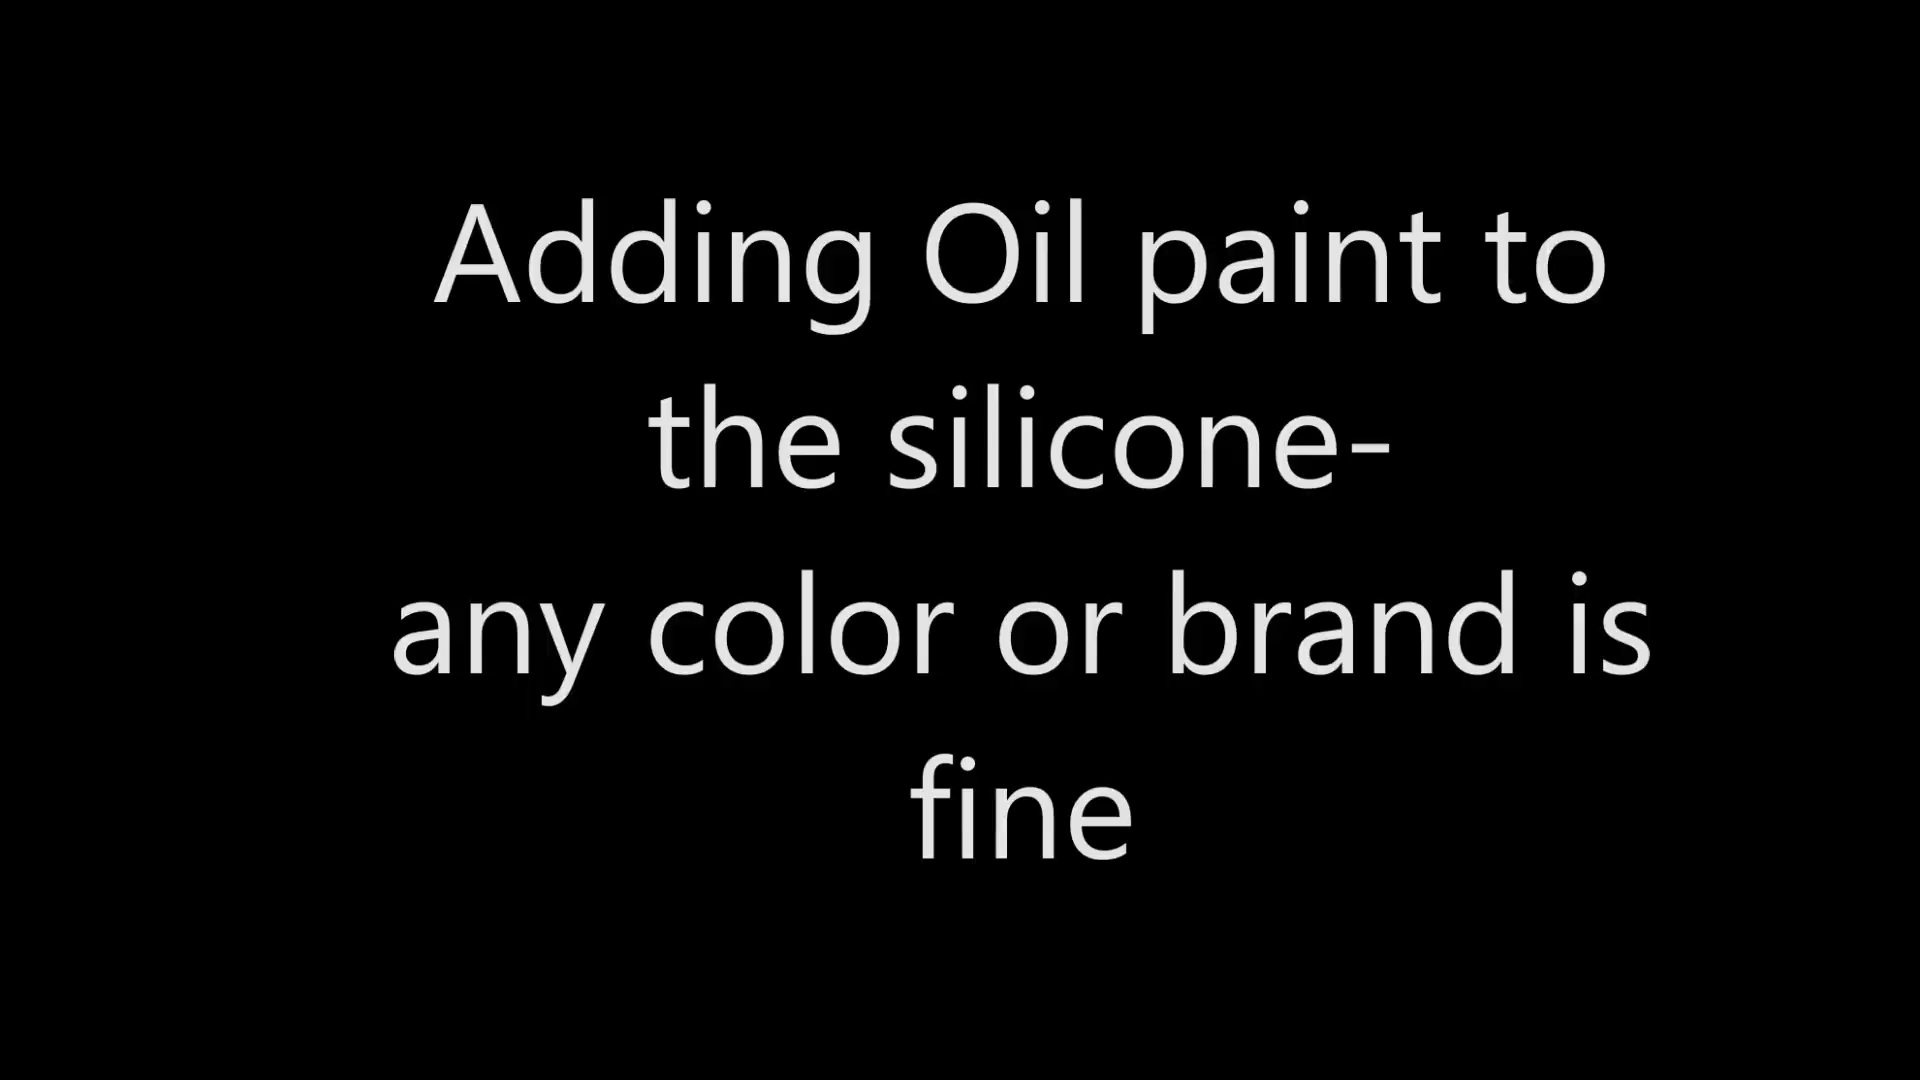 Adding Oil paint to
the silicone-
any color or brand is
fine